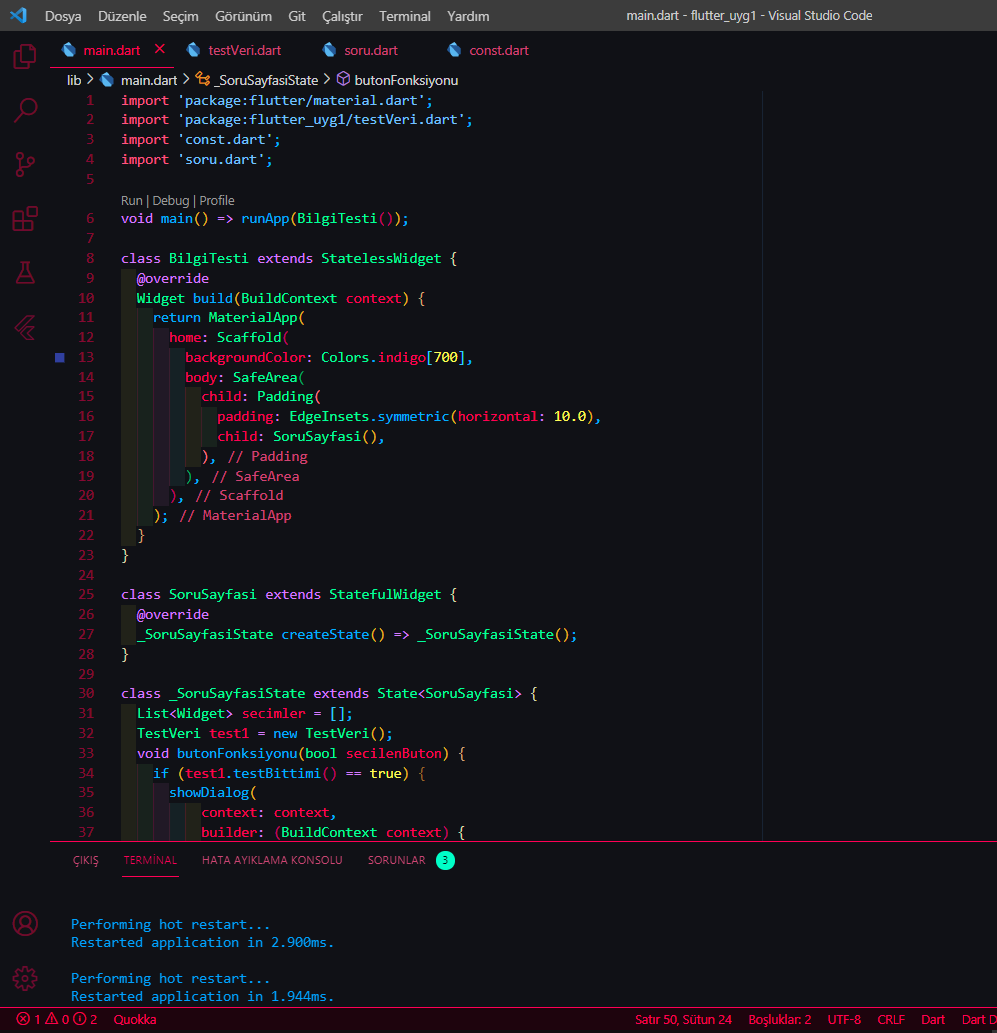 Dosya Düzenle Seçim Görünüm Git Çalıştır Terminal Yardım main.dart - flutter_uyg1 - Visual Studio Code
main.dart testVeri.dart soru.dart const.dart
lib > main.dart > _SoruSayfasiState > butonFonksiyonu
1 import 'package:flutter/material.dart';
2 import 'package:flutter_uyg1/testVeri.dart';
3 import 'const.dart';
4 import 'soru.dart';
5
Run | Debug | Profile
6 void main() => runApp(BilgiTesti());
7
8 class BilgiTesti extends StatelessWidget {
9 @override
10 Widget build(BuildContext context) {
11 return MaterialApp(
12 home: Scaffold(
13 backgroundColor: Colors.indigo[700],
14 body: SafeArea(
15 child: Padding(
16 padding: EdgeInsets.symmetric(horizontal: 10.0),
17 child: SoruSayfasi(),
18 ), // Padding
19 ), // SafeArea
20 ), // Scaffold
21 ); // MaterialApp
22 }
23 }
24
25 class SoruSayfasi extends StatefulWidget {
26 @override
27 _SoruSayfasiState createState() => _SoruSayfasiState();
28 }
29
30 class _SoruSayfasiState extends State<SoruSayfasi> {
31 List<Widget> secimler = [];
32 TestVeri test1 = new TestVeri();
33 void butonFonksiyonu(bool secilenButon) {
34 if (test1.testBittimi() == true) {
35 showDialog(
36 context: context,
37 builder: (BuildContext context) {
ÇIKIŞ TERMİNAL HATA AYIKLAMA KONSOLU SORUNLAR 3
Performing hot restart...
Restarted application in 2.900ms.
Performing hot restart...
Restarted application in 1.944ms.
1 0 2 Quokka Satır 50, Sütun 24 Boşluklar: 2 UTF-8 CRLF Dart Dart D